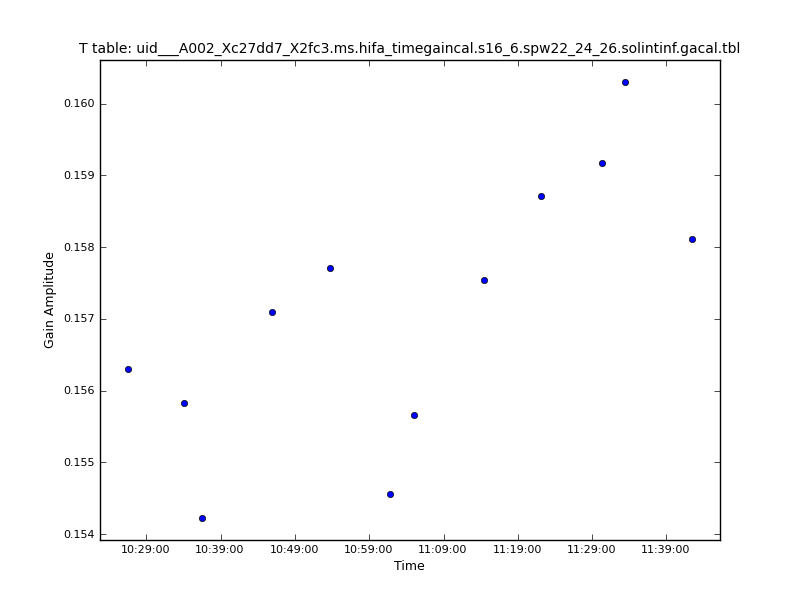 T table: uid___A002_Xc27dd7_X2fc3.ms.hifa_timegaincal.s16_6.spw22_24_26.solintinf.gacal.tbl
0.160
0.159
0.158
0.157
0.156
0.155
0.154
Gain Amplitude
10:29:00 10:39:00 10:49:00 10:59:00 11:09:00 11:19:00 11:29:00 11:39:00
Time